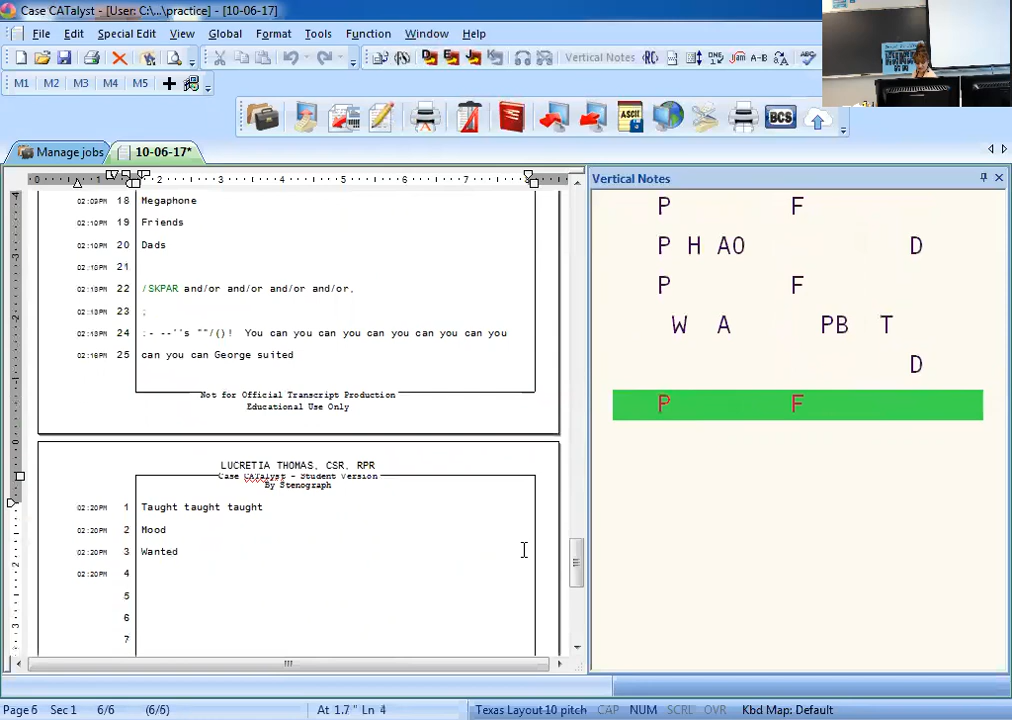 Case CATalyst - [User: C:\...\practice] - [10-06-17]
File Edit Special Edit View Global Format Tools Function Window Help
Vertical Notes
M1 M2 M3 M4 M5
ASCII BCS
Manage jobs 10-06-17*
Vertical Notes
02:09PM 18 Megaphone
02:10PM 19 Friends
02:10PM 20 Dads
02:10PM 21
02:13PM 22 /SKPAR and/or and/or and/or and/or,
02:13PM 23 ;
02:13PM 24 :- --''s ""/()! You can you can you can you can you
02:16PM 25 can you can George suited
Not for Official Transcript Production
Educational Use Only
LUCRETIA THOMAS, CSR, RPR
Case CATalyst - Student Version
By Stenograph
02:20PM 1 Taught taught taught
02:20PM 2 Mood
02:20PM 3 Wanted
02:20PM 4
5
6
7
P F
P H AO D
P F
W A PB T
D
P F
Page 6 Sec 1 6/6 (6/6) At 1.7" Ln 4 Texas Layout 10 pitch CAP NUM SCRL OVR Kbd Map: Default